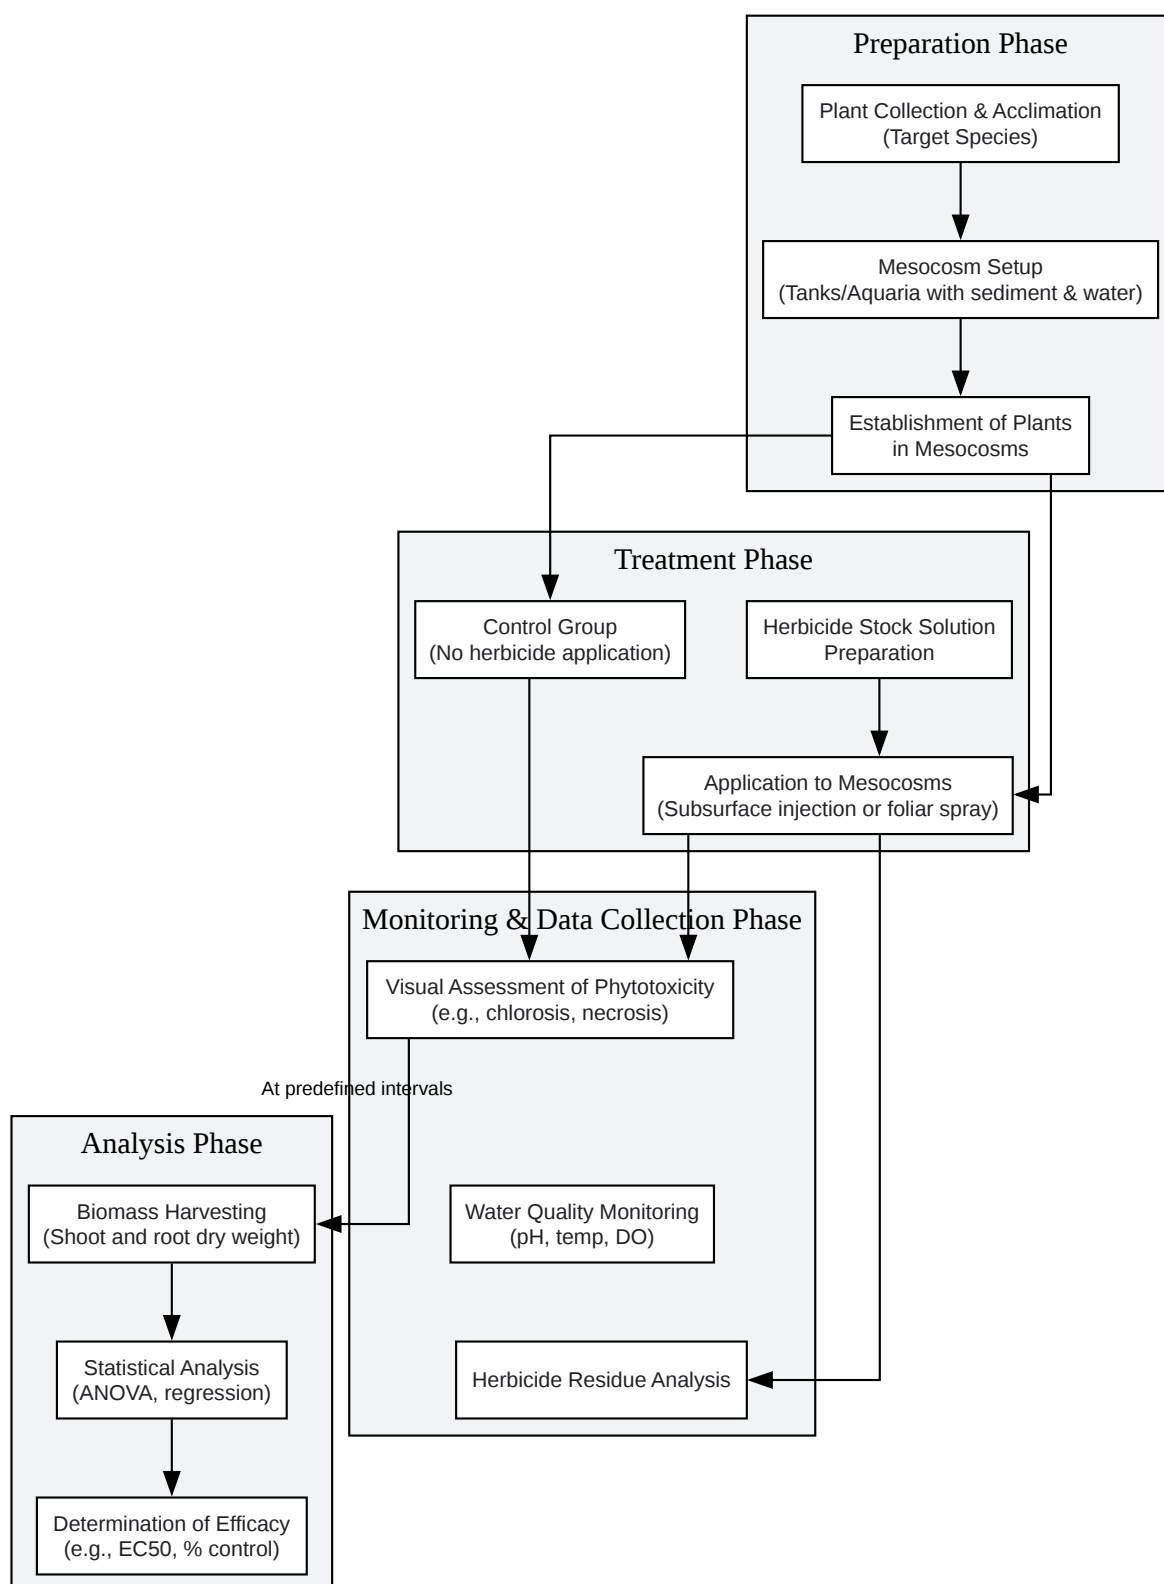 Preparation Phase
Plant Collection & Acclimation
(Target Species)
Mesocosm Setup
(Tanks/Aquaria with sediment & water)
Establishment of Plants
in Mesocosms
Treatment Phase
Control Group
(No herbicide application)
Herbicide Stock Solution
Preparation
Application to Mesocosms
(Subsurface injection or foliar spray)
Monitoring & Data Collection Phase
Visual Assessment of Phytotoxicity
(e.g., chlorosis, necrosis)
At predefined intervals
Water Quality Monitoring
(pH, temp, DO)
Herbicide Residue Analysis
Analysis Phase
Biomass Harvesting
(Shoot and root dry weight)
Statistical Analysis
(ANOVA, regression)
Determination of Efficacy
(e.g., EC50, % control)